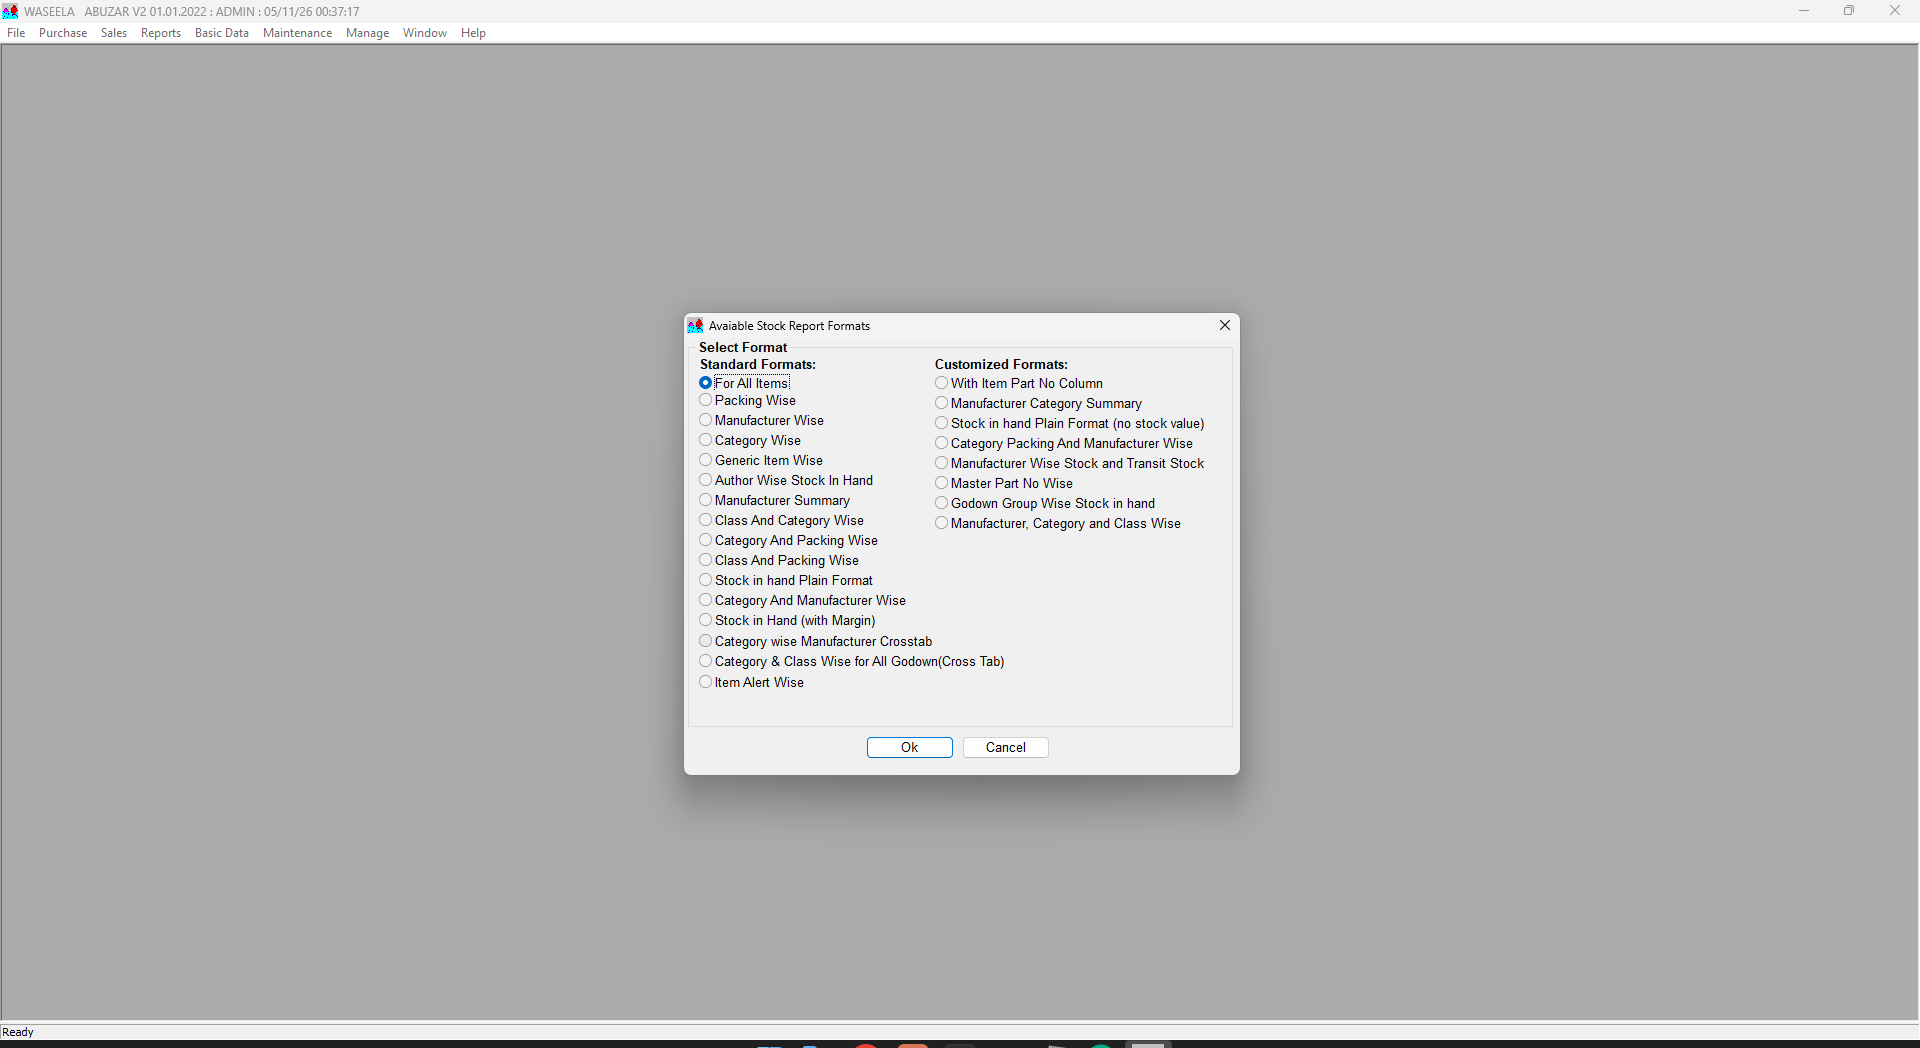 WASEELA ABUZAR V2 01.01.2022 : ADMIN : 05/11/26 00:37:17
File Purchase Sales Reports Basic Data Maintenance Manage Window Help
Avaiable Stock Report Formats
Select Format
Standard Formats:
For All Items
Packing Wise
Manufacturer Wise
Category Wise
Generic Item Wise
Author Wise Stock In Hand
Manufacturer Summary
Class And Category Wise
Category And Packing Wise
Class And Packing Wise
Stock in hand Plain Format
Category And Manufacturer Wise
Stock in Hand (with Margin)
Category wise Manufacturer Crosstab
Category & Class Wise for All Godown(Cross Tab)
Item Alert Wise
Customized Formats:
With Item Part No Column
Manufacturer Category Summary
Stock in hand Plain Format (no stock value)
Category Packing And Manufacturer Wise
Manufacturer Wise Stock and Transit Stock
Master Part No Wise
Godown Group Wise Stock in hand
Manufacturer, Category and Class Wise
Ok Cancel
Ready